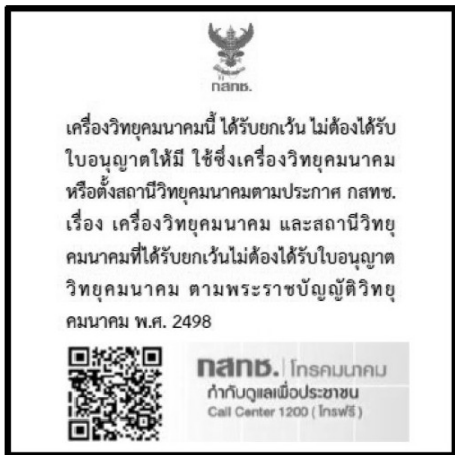 กสทช.
เครื่องวิทยุคมนาคมนี้ ได้รับยกเว้น ไม่ต้องได้รับ
ใบอนุญาตให้มี ใช้ซึ่งเครื่องวิทยุคมนาคม
หรือตั้งสถานีวิทยุคมนาคมตามประกาศ กสทช.
เรื่อง เครื่องวิทยุคมนาคม และสถานีวิทยุ
คมนาคมที่ได้รับยกเว้นไม่ต้องได้รับใบอนุญาต
วิทยุคมนาคม ตามพระราชบัญญัติวิทยุ
คมนาคม พ.ศ. 2498
กสทช. | โทรคมนาคม
กำกับดูแลเพื่อประชาชน
Call Center 1200 ( โทรฟรี )